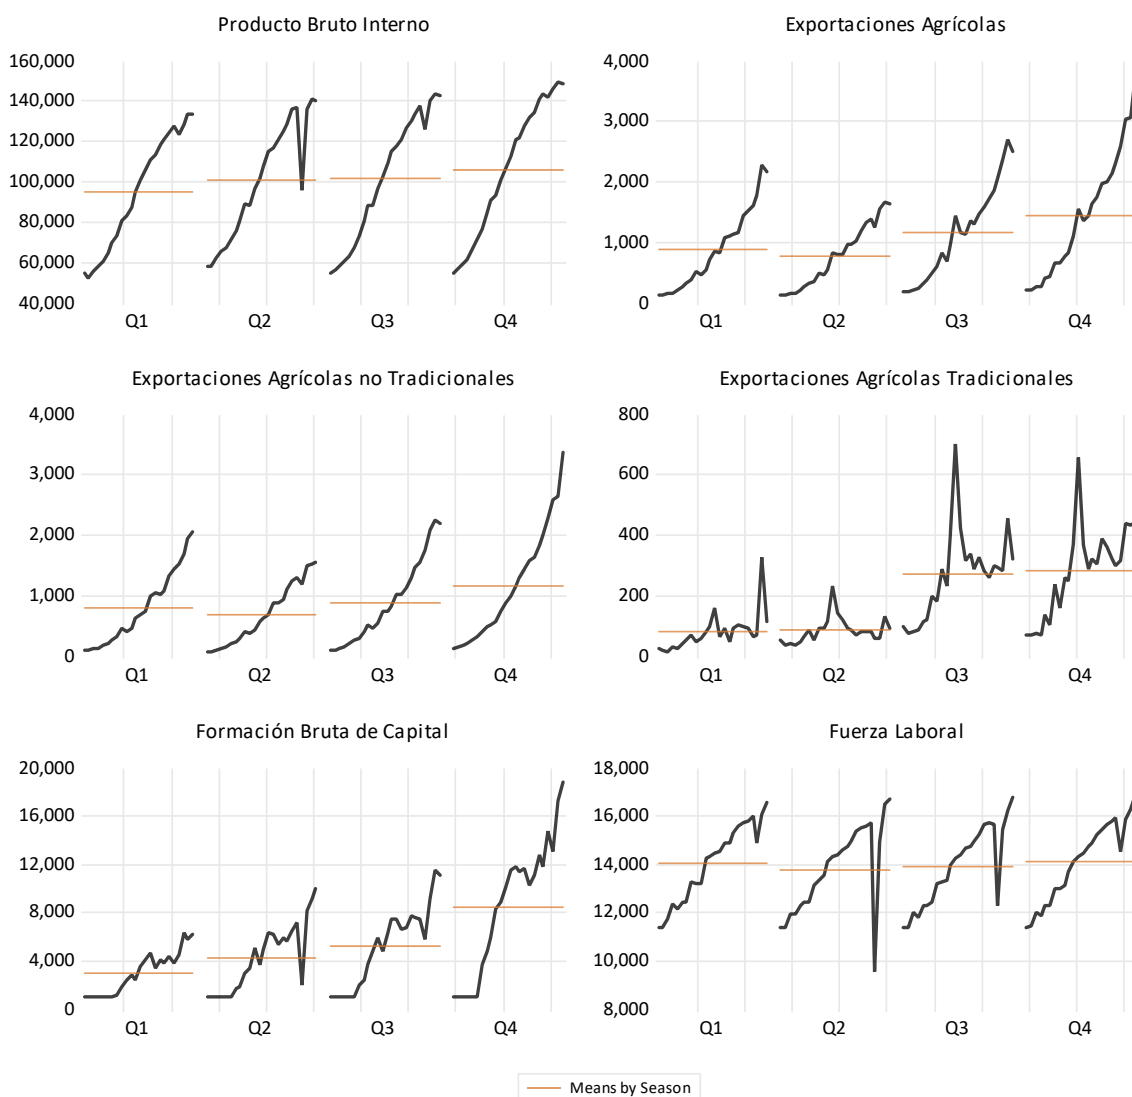 Producto Bruto Interno
160,000
140,000
120,000
100,000
80,000
60,000
40,000
Q1 Q2 Q3 Q4
Exportaciones Agrícolas
4,000
3,000
2,000
1,000
0
Q1 Q2 Q3 Q4
Exportaciones Agrícolas no Tradicionales
4,000
3,000
2,000
1,000
0
Q1 Q2 Q3 Q4
Exportaciones Agrícolas Tradicionales
800
600
400
200
0
Q1 Q2 Q3 Q4
Formación Bruta de Capital
20,000
16,000
12,000
8,000
4,000
0
Q1 Q2 Q3 Q4
Fuerza Laboral
18,000
16,000
14,000
12,000
10,000
8,000
Q1 Q2 Q3 Q4
Means by Season